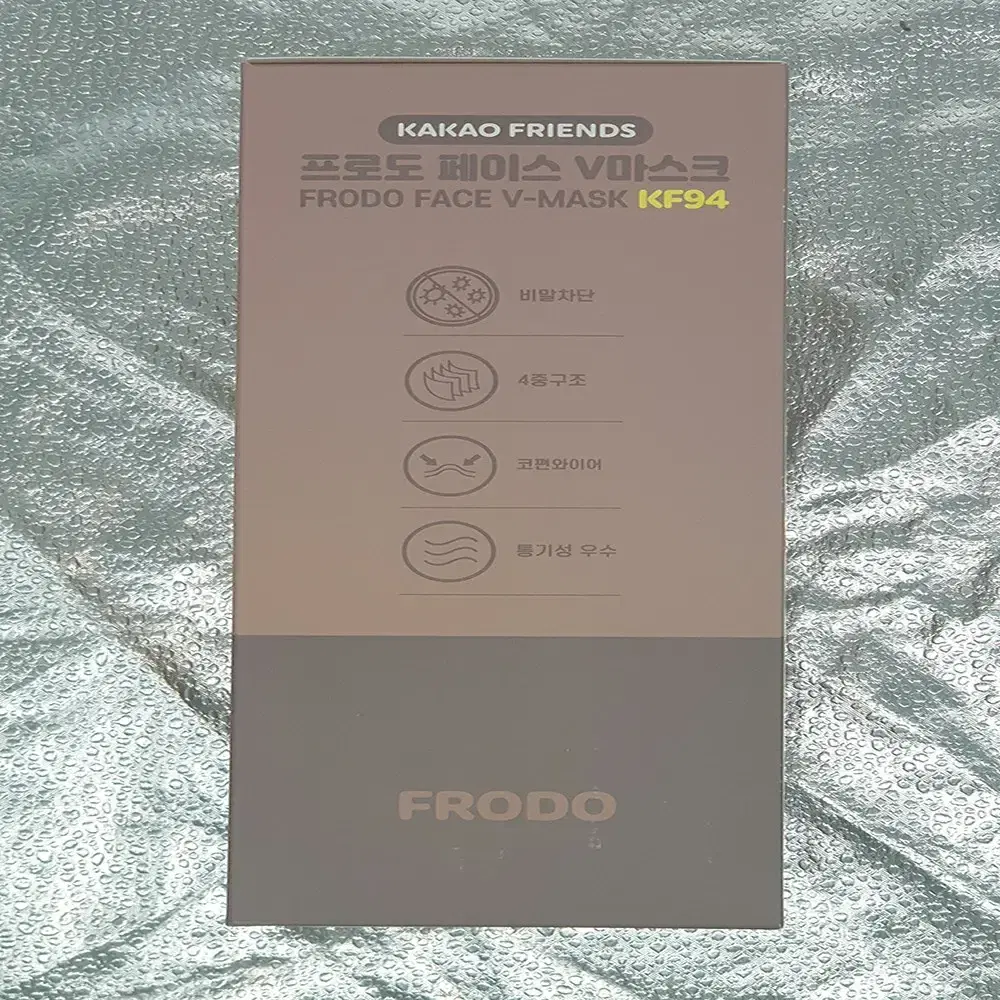 KAKAO FRIENDS
프로도 페이스 V마스크
FRODO FACE V-MASK KF94
비말차단
4중구조
코편와이어
통기성 우수
FRODO